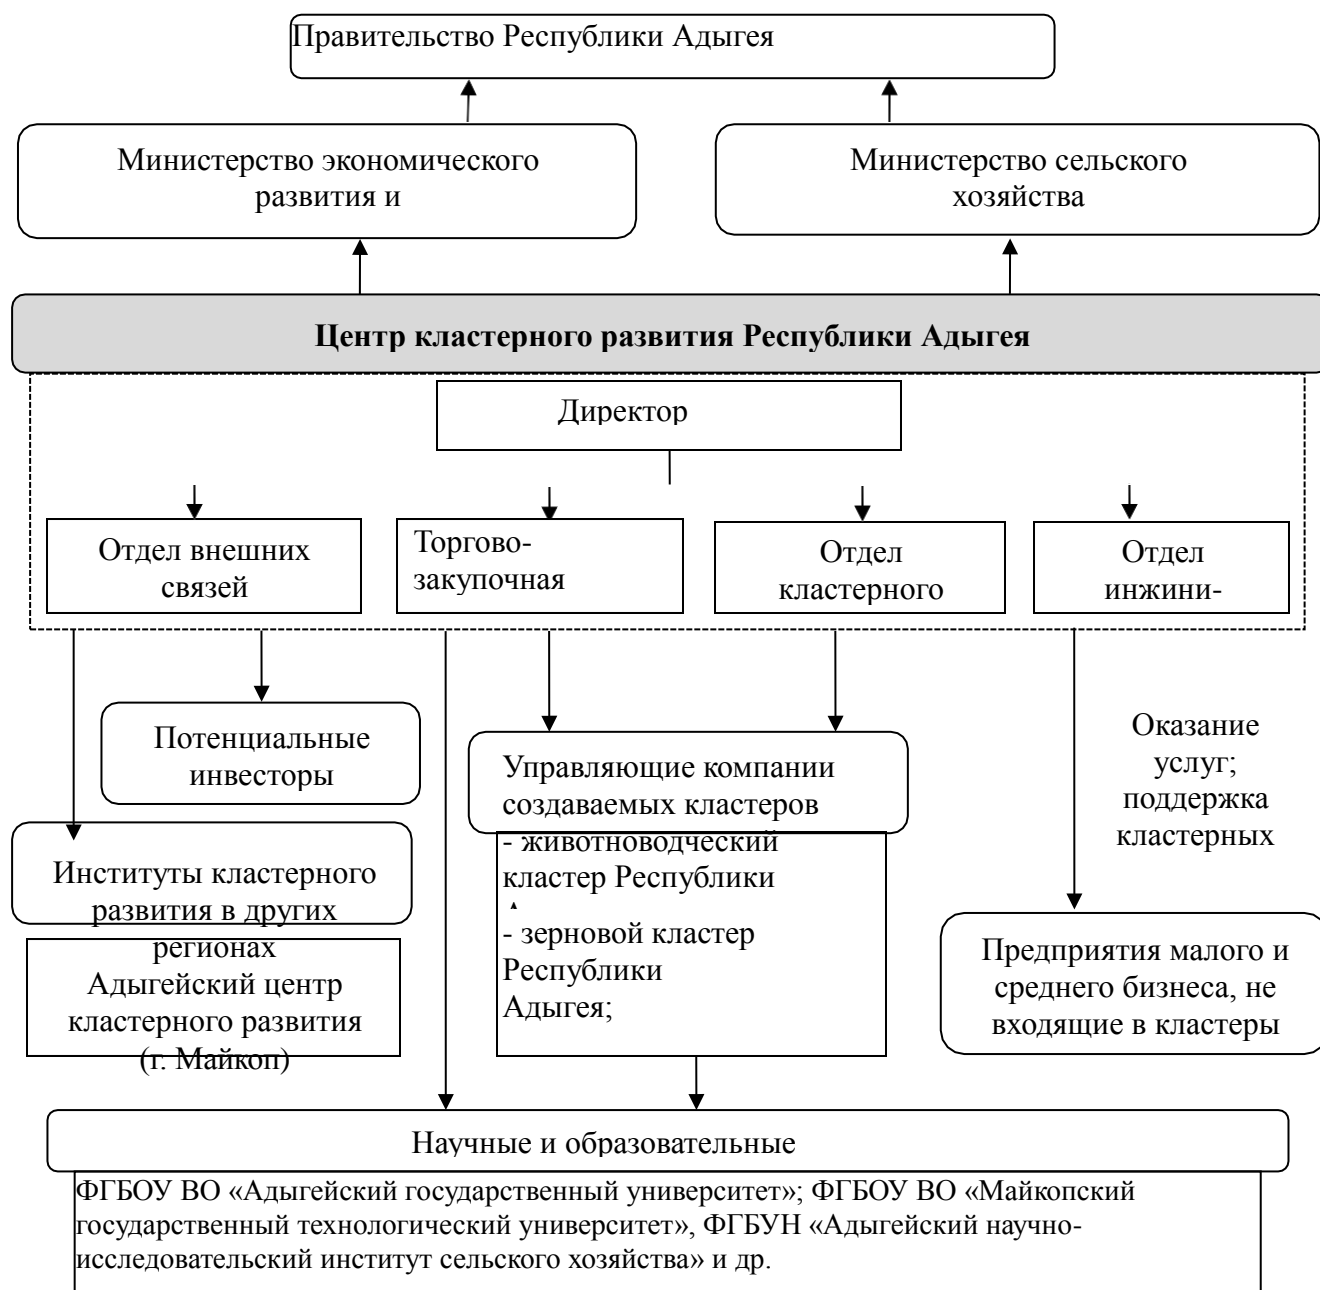 Правительство Республики Адыгея
Министерство экономического
развития и
Министерство сельского
хозяйства
Центр кластерного развития Республики Адыгея
Директор
Отдел внешних
связей
Торгово-
закупочная
Отдел
кластерного
Отдел
инжини-
Потенциальные
инвесторы
Управляющие компании
создаваемых кластеров
- животноводческий
кластер Республики
- зерновой кластер
Республики
Адыгея;
Оказание
услуг;
поддержка
кластерных
Институты кластерного
развития в других
регионах
Адыгейский центр
кластерного развития
(г. Майкоп)
Предприятия малого и
среднего бизнеса, не
входящие в кластеры
Научные и образовательные
ФГБОУ ВО «Адыгейский государственный университет»; ФГБОУ ВО «Майкопский
государственный технологический университет», ФГБУН «Адыгейский научно-
исследовательский институт сельского хозяйства» и др.